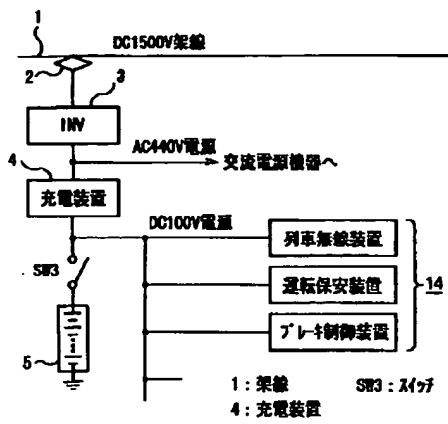 1
DC1500V架線
2
3
INV
AC440V電源
交流電源機器へ
4
充電装置
DC100V電源
列車無線装置
SW3
運転保安装置
14
ブレーキ制御装置
5
1：架線 SW3：スイッチ
4：充電装置